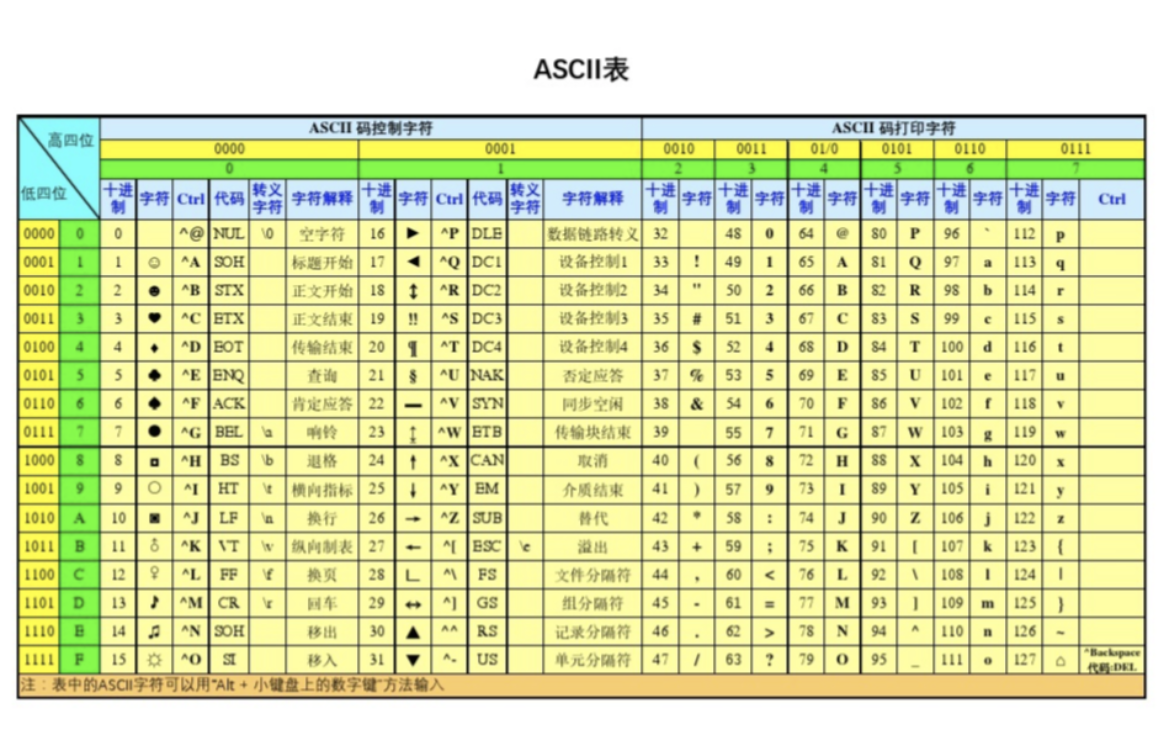 ASCII表
高四位 ASCII 码控制字符 ASCII 码打印字符
0000 0001 0010 0011 01/0 0101 0110 0111
0 1 2 3 4 5 6 7
低四位 十进制 字符 Ctrl 代码 转义字符 字符解释 十进制 字符 Ctrl 代码 转义字符 字符解释 十进制 字符 十进制 字符 十进制 字符 十进制 字符 十进制 字符 十进制 字符 Ctrl
0000 0 0 ^@ NUL \0 空字符 16 ► ^P DLE 数据链路转义 32 48 0 64 @ 80 P 96 ` 112 p
0001 1 1 ☺ ^A SOH 标题开始 17 ◄ ^Q DC1 设备控制1 33 ! 49 1 65 A 81 Q 97 a 113 q
0010 2 2 ☻ ^B STX 正文开始 18 ↕ ^R DC2 设备控制2 34 " 50 2 66 B 82 R 98 b 114 r
0011 3 3 ♥ ^C ETX 正文结束 19 ‼ ^S DC3 设备控制3 35 # 51 3 67 C 83 S 99 c 115 s
0100 4 4 ♦ ^D EOT 传输结束 20 ¶ ^T DC4 设备控制4 36 $ 52 4 68 D 84 T 100 d 116 t
0101 5 5 ♣ ^E ENQ 查询 21 § ^U NAK 否定应答 37 % 53 5 69 E 85 U 101 e 117 u
0110 6 6 ♠ ^F ACK 肯定应答 22 ▬ ^V SYN 同步空闲 38 & 54 6 70 F 86 V 102 f 118 v
0111 7 7 ● ^G BEL \a 响铃 23 ↨ ^W ETB 传输块结束 39 55 7 71 G 87 W 103 g 119 w
1000 8 8 ◘ ^H BS \b 退格 24 ↑ ^X CAN 取消 40 ( 56 8 72 H 88 X 104 h 120 x
1001 9 9 ○ ^I HT \t 横向指标 25 ↓ ^Y EM 介质结束 41 ) 57 9 73 I 89 Y 105 i 121 y
1010 A 10 ◙ ^J LF \n 换行 26 → ^Z SUB 替代 42 * 58 : 74 J 90 Z 106 j 122 z
1011 B 11 ♂ ^K VT \v 纵向制表 27 ← ^[ ESC \e 溢出 43 + 59 ; 75 K 91 [ 107 k 123 {
1100 C 12 ♀ ^L FF \f 换页 28 ∟ ^\ FS 文件分隔符 44 , 60 < 76 L 92 \ 108 l 124 |
1101 D 13 ♪ ^M CR \r 回车 29 ↔ ^] GS 组分隔符 45 - 61 = 77 M 93 ] 109 m 125 }
1110 E 14 ♫ ^N SOH 移出 30 ▲ ^^ RS 记录分隔符 46 . 62 > 78 N 94 ^ 110 n 126 ~
1111 F 15 ☼ ^O SI 移入 31 ▼ ^- US 单元分隔符 47 / 63 ? 79 O 95 _ 111 o 127 ⌂ ^Backspace 代码:DEL
注：表中的ASCII字符可以用"Alt + 小键盘上的数字键"方法输入